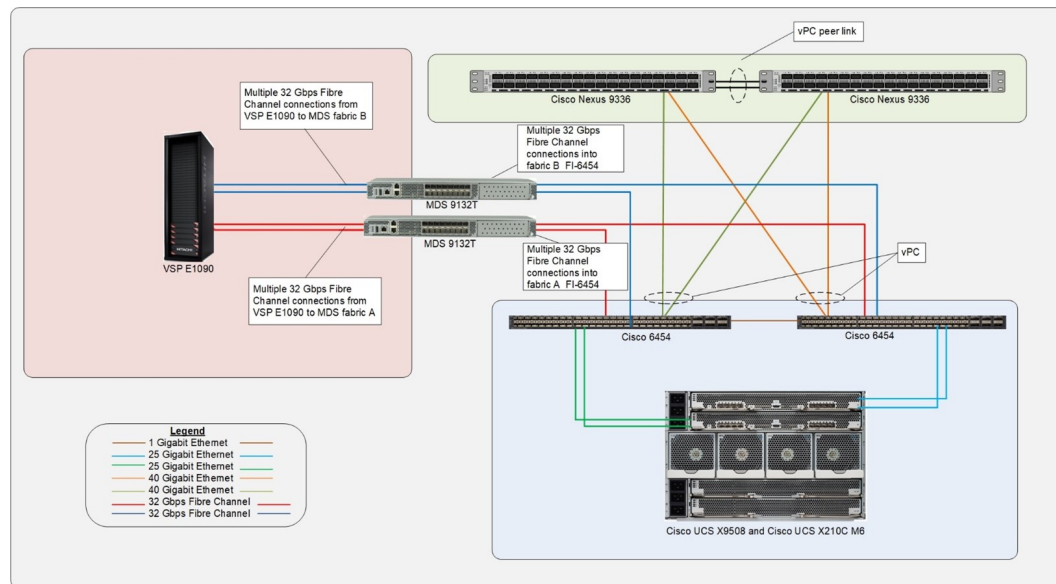 vPC peer link
Cisco Nexus 9336
Cisco Nexus 9336
Multiple 32 Gbps Fibre
Channel connections from
VSP E1090 to MDS fabric B
Multiple 32 Gbps
Fibre Channel
connections into
fabric B  FI-6454
MDS 9132T
MDS 9132T
VSP E1090
Multiple 32 Gbps Fibre
Channel connections from
VSP E1090 to MDS fabric A
Multiple 32 Gbps
Fibre Channel
connections into
fabric A  FI-6454
vPC
Cisco 6454
Cisco 6454
Cisco UCS X9508 and Cisco UCS X210C M6
Legend
1 Gigabit Ethernet
25 Gigabit Ethernet
25 Gigabit Ethernet
40 Gigabit Ethernet
40 Gigabit Ethernet
32 Gbps Fibre Channel
32 Gbps Fibre Channel